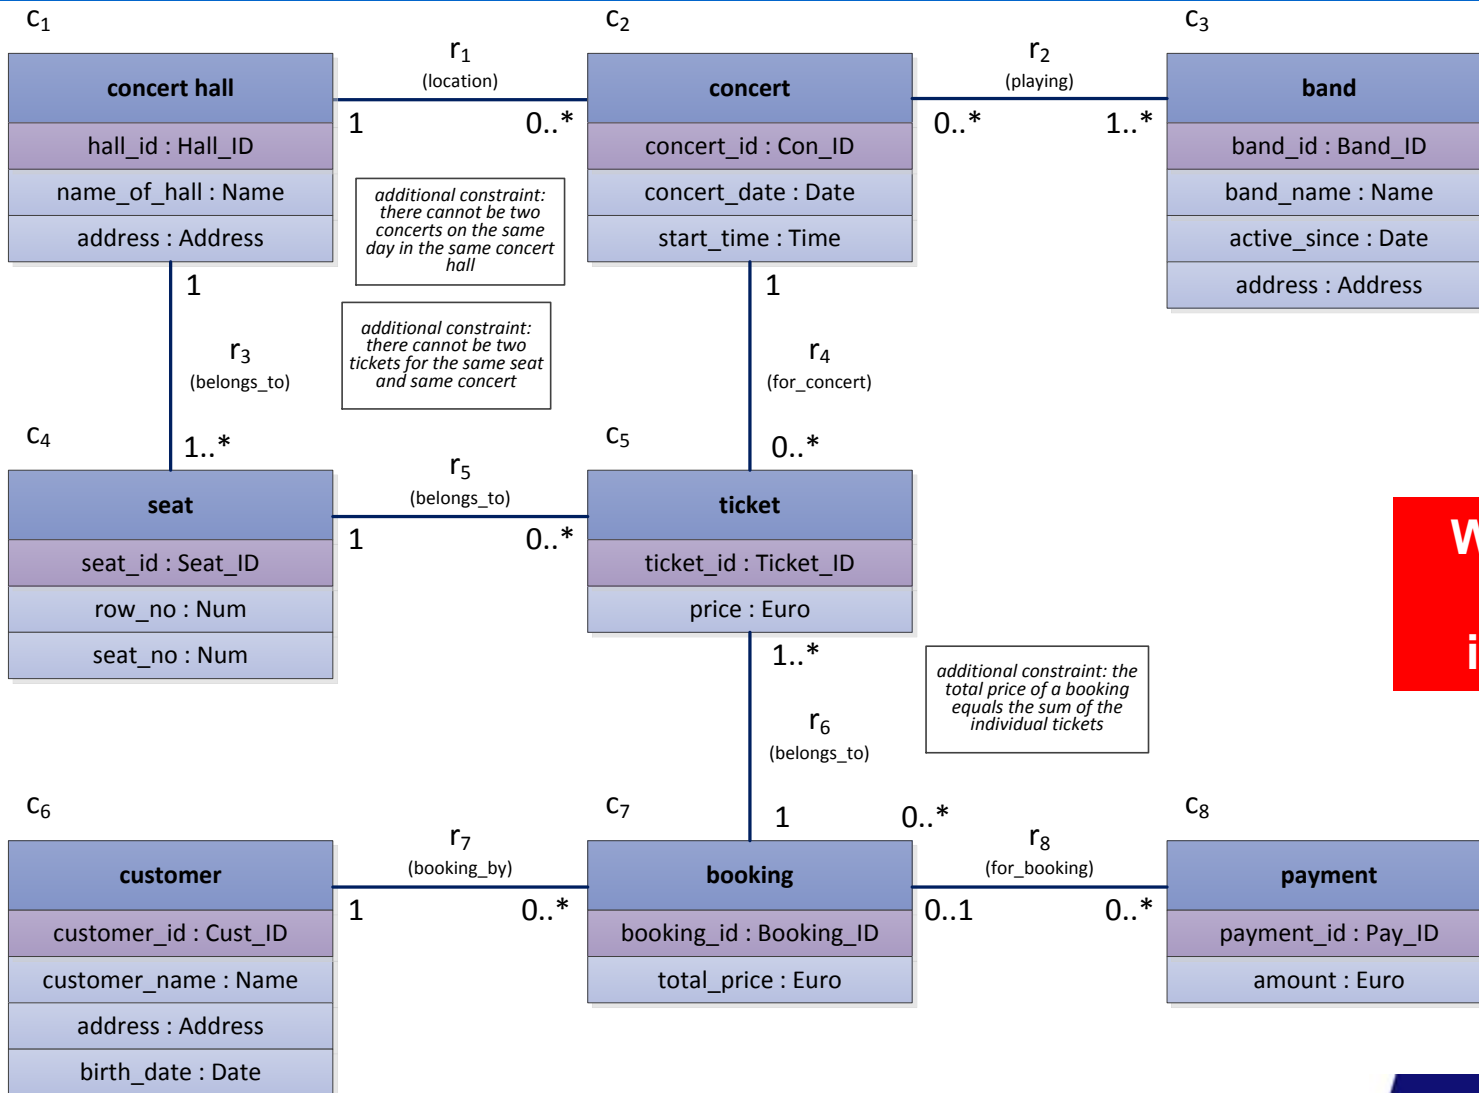 c1
c2
c3
r1
(location)
r2
(playing)
concert hall
hall_id : Hall_ID
name_of_hall : Name
address : Address
1
0..*
concert
concert_id : Con_ID
concert_date : Date
start_time : Time
0..*
1..*
band
band_id : Band_ID
band_name : Name
active_since : Date
address : Address
additional constraint:
there cannot be two
concerts on the same
day in the same concert
hall
1
1
additional constraint:
there cannot be two
tickets for the same seat
and same concert
r3
(belongs_to)
r4
(for_concert)
c4
1..*
c5
0..*
r5
(belongs_to)
seat
seat_id : Seat_ID
row_no : Num
seat_no : Num
1
0..*
ticket
ticket_id : Ticket_ID
price : Euro
1..*
additional constraint: the
total price of a booking
equals the sum of the
individual tickets
r6
(belongs_to)
c6
c7
1
0..*
c8
r7
(booking_by)
r8
(for_booking)
customer
customer_id : Cust_ID
customer_name : Name
address : Address
birth_date : Date
1
0..*
booking
booking_id : Booking_ID
total_price : Euro
0..1
0..*
payment
payment_id : Pay_ID
amount : Euro